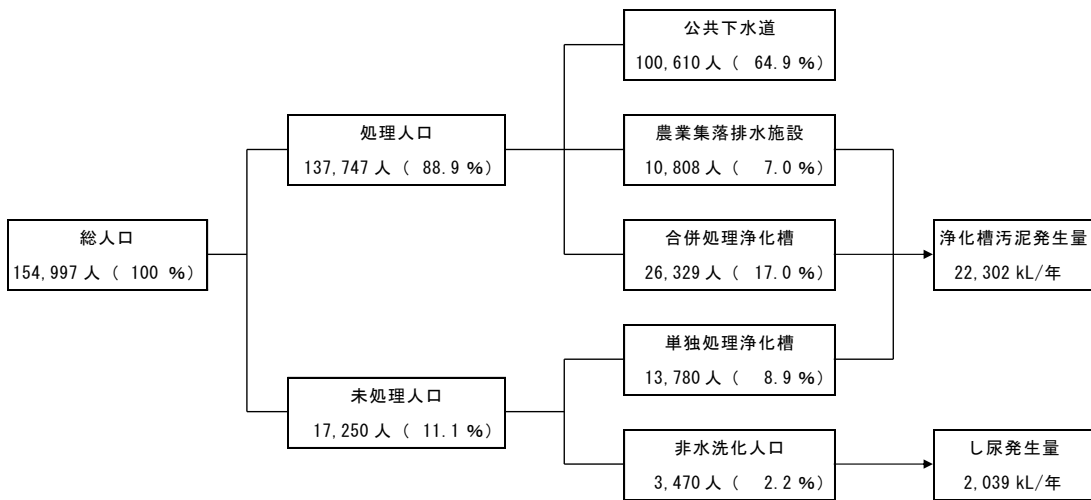 総人口
154,997 人 ( 100 %)
処理人口
137,747 人 ( 88.9 %)
未処理人口
17,250 人 ( 11.1 %)
公共下水道
100,610 人 ( 64.9 %)
農業集落排水施設
10,808 人 ( 7.0 %)
合併処理浄化槽
26,329 人 ( 17.0 %)
単独処理浄化槽
13,780 人 ( 8.9 %)
非水洗化人口
3,470 人 ( 2.2 %)
浄化槽汚泥発生量
22,302 kL/年
し尿発生量
2,039 kL/年